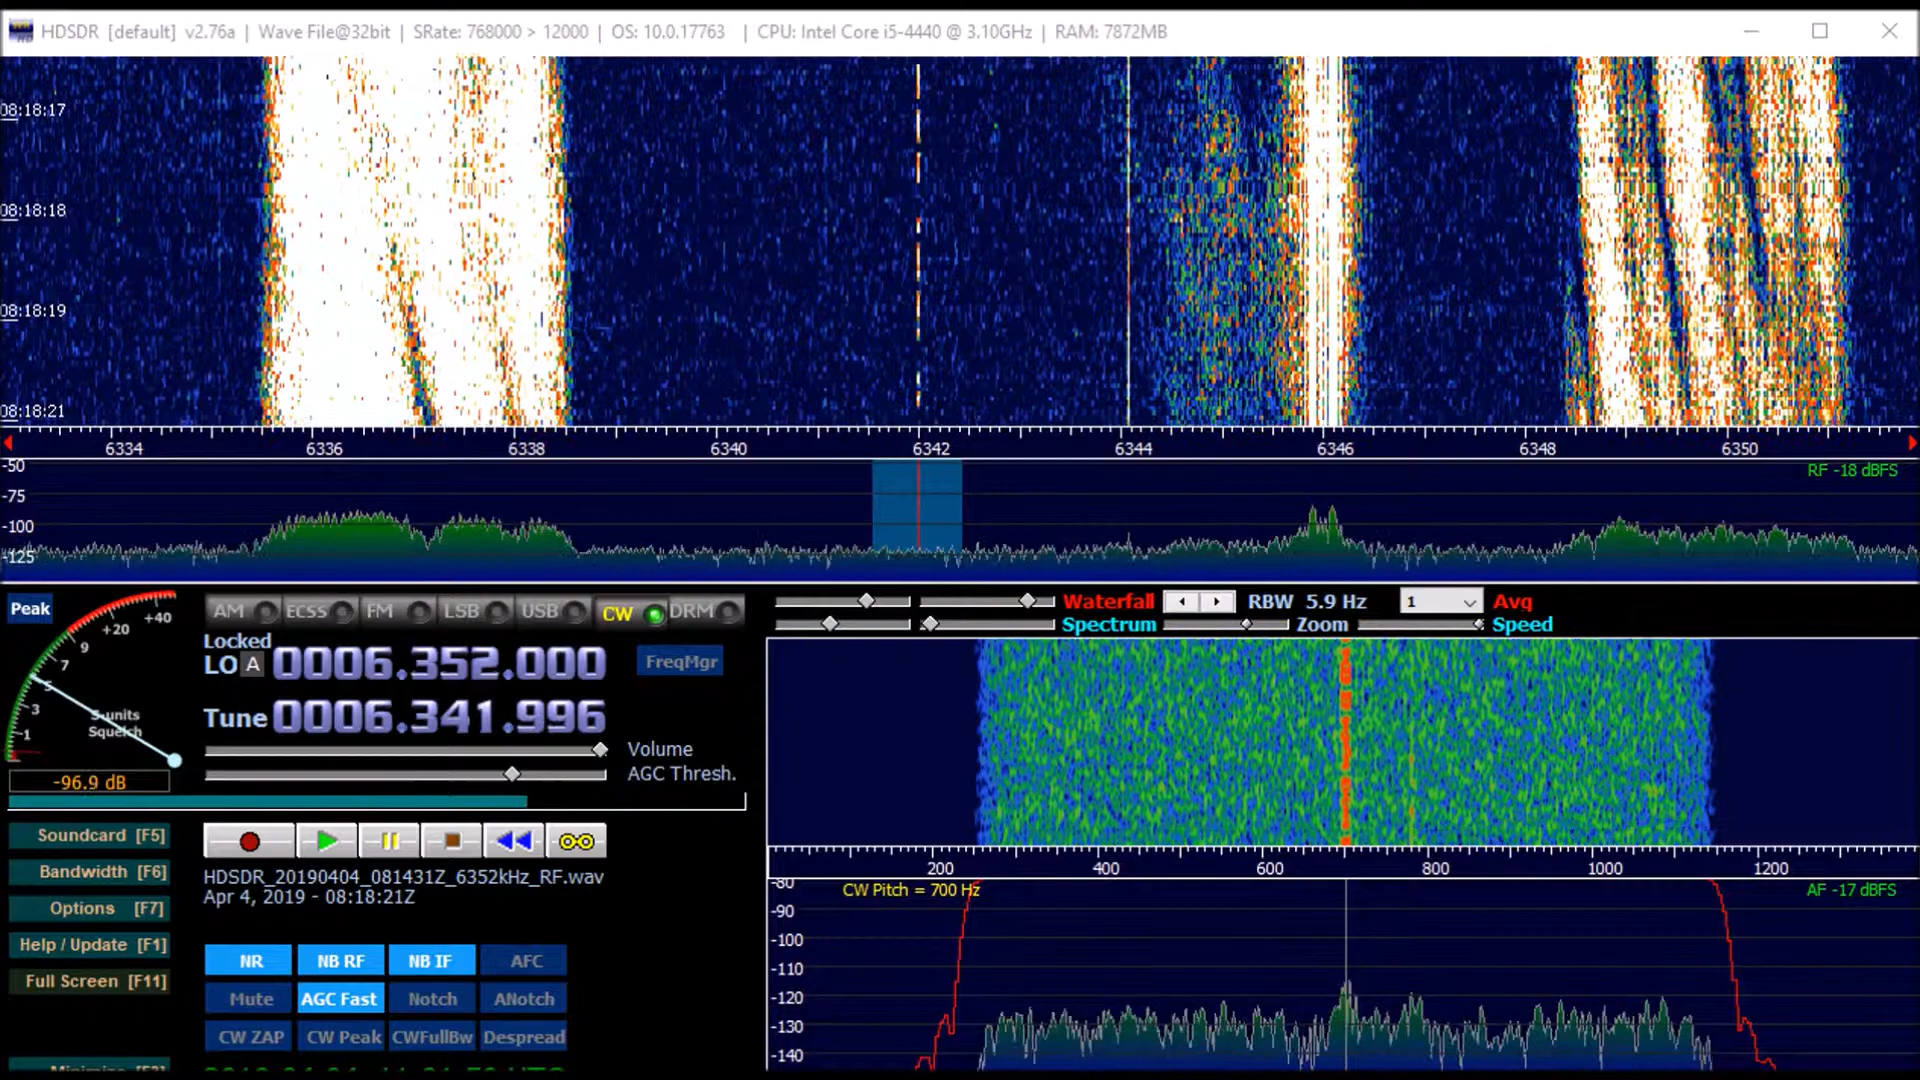 HDSDR [default] v2.76a | Wave File@32bit | SRate: 768000 > 12000 | OS: 10.0.17763 | CPU: Intel Core i5-4440 @ 3.10GHz | RAM: 7872MB
08:18:17
08:18:18
08:18:19
08:18:21
6334 6336 6338 6340 6342 6344 6346 6348 6350
-50 RF -18 dBFS
-75
-100
-125
Peak
1 3 5 7 9 +20 +40
S-units
Squelch
-96.9 dB
AM ECSS FM LSB USB CW DRM
Locked
LO A 0006.352.000 FreqMgr
Tune 0006.341.996
Volume
AGC Thresh.
Waterfall RBW 5.9 Hz 1 Avg
Spectrum Zoom Speed
Soundcard [F5]
Bandwidth [F6]
Options [F7]
Help / Update [F1]
Full Screen [F11]
HDSDR_20190404_081431Z_6352kHz_RF.wav
Apr 4, 2019 - 08:18:21Z
NR NB RF NB IF AFC
Mute AGC Fast Notch ANotch
CW ZAP CW Peak CWFullBw Despread
200 400 600 800 1000 1200
-80 CW Pitch = 700 Hz AF -17 dBFS
-90
-100
-110
-120
-130
-140